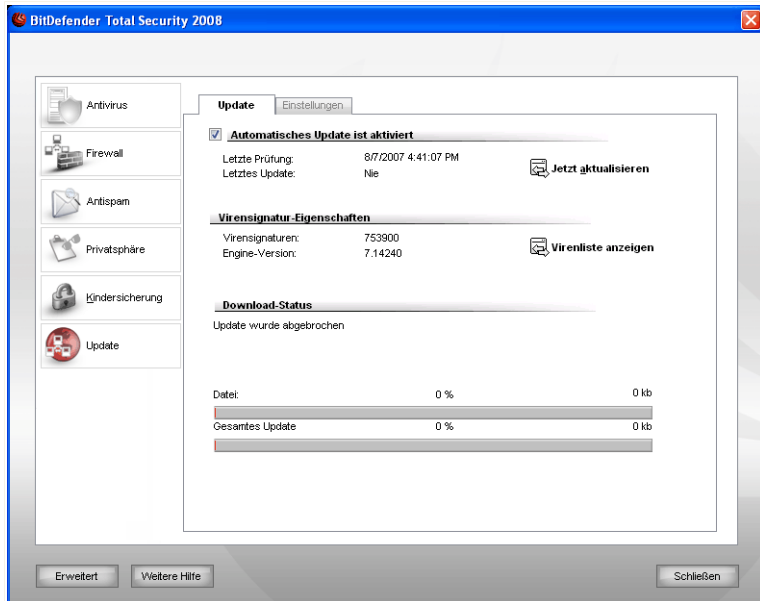 BitDefender Total Security 2008
Antivirus
Firewall
Antispam
Privatsphäre
Kindersicherung
Update
Update
Einstellungen
Automatisches Update ist aktiviert
Letzte Prüfung: 8/7/2007 4:41:07 PM
Letztes Update: Nie
Jetzt aktualisieren
Virensignatur-Eigenschaften
Virensignaturen: 753900
Engine-Version: 7.14240
Virenliste anzeigen
Download-Status
Update wurde abgebrochen
Datei: 0 % 0 kb
Gesamtes Update 0 % 0 kb
Erweitert
Weitere Hilfe
Schließen